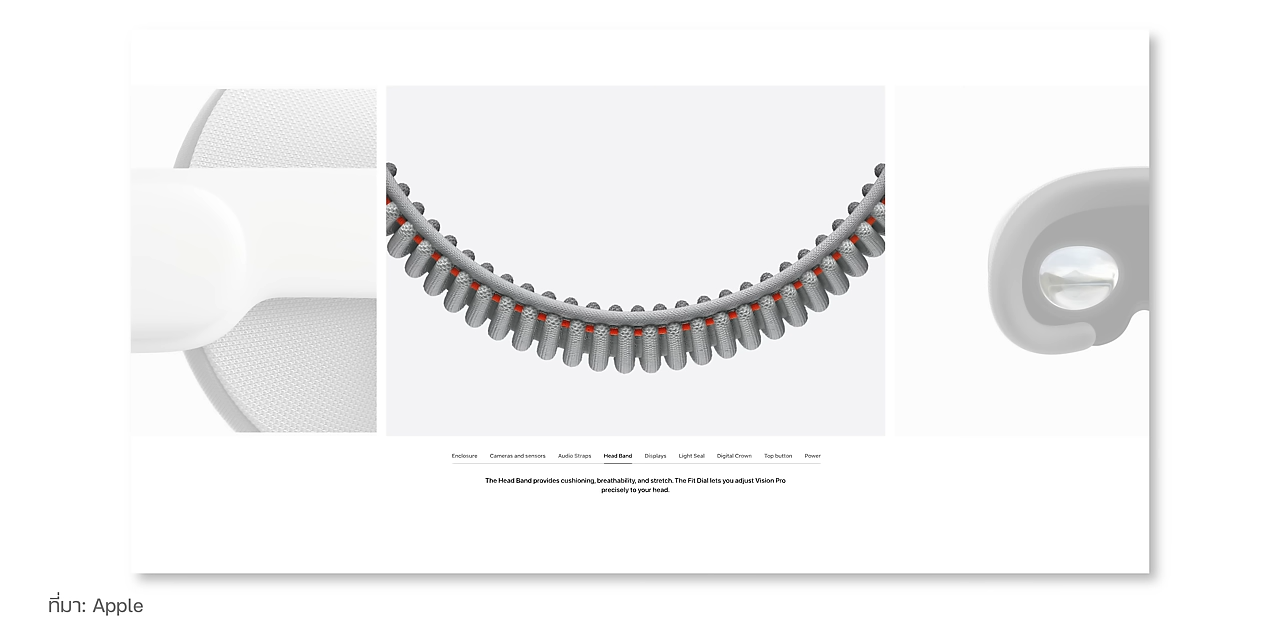 Enclosure Cameras and sensors Audio Straps Head Band Displays Light Seal Digital Crown Top button Power
The Head Band provides cushioning, breathability, and stretch. The Fit Dial lets you adjust Vision Pro
precisely to your head.
ที่มา: Apple